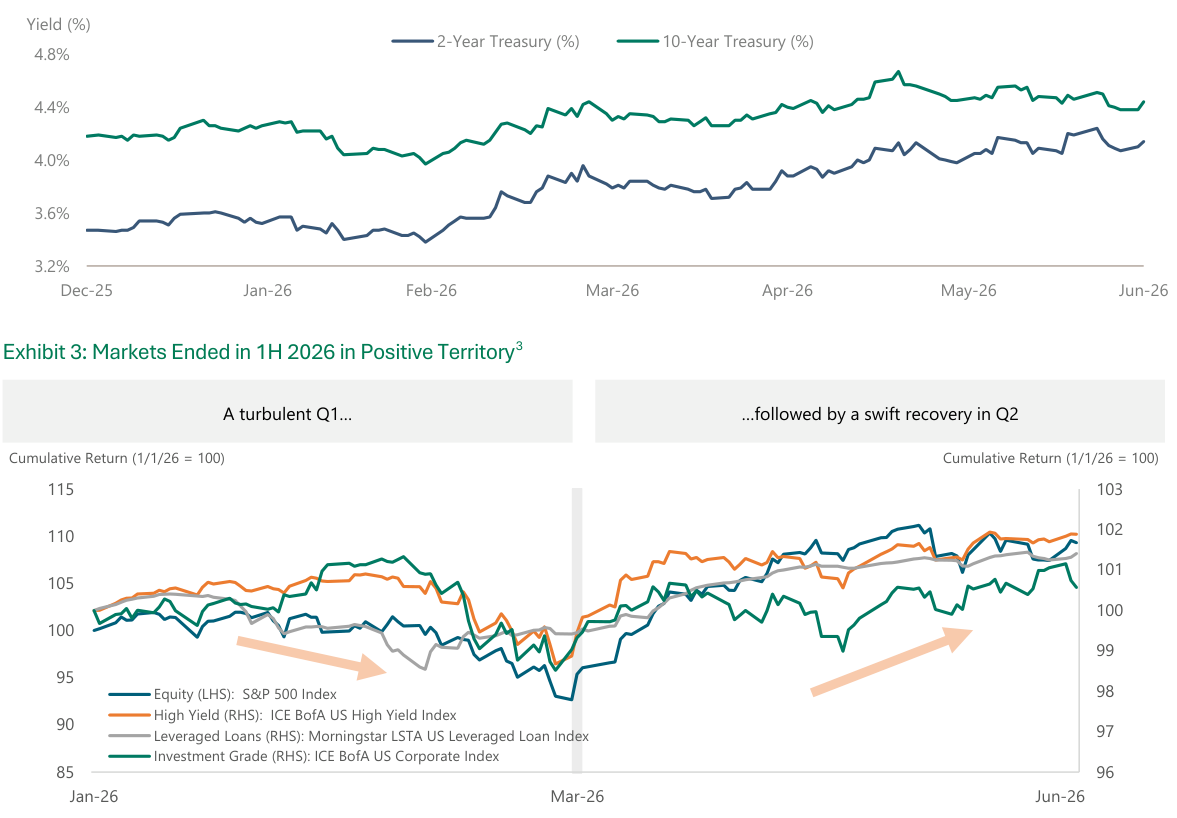 Yield (%)
2-Year Treasury (%) 10-Year Treasury (%)
4.8%
4.4%
4.0%
3.6%
3.2%
Dec-25 Jan-26 Feb-26 Mar-26 Apr-26 May-26 Jun-26
Exhibit 3: Markets Ended in 1H 2026 in Positive Territory3
A turbulent Q1... ...followed by a swift recovery in Q2
Cumulative Return (1/1/26 = 100) Cumulative Return (1/1/26 = 100)
115 103
110 102
105 101
100 100
95 99
90 98
85 97
96
Equity (LHS): S&P 500 Index
High Yield (RHS): ICE BofA US High Yield Index
Leveraged Loans (RHS): Morningstar LSTA US Leveraged Loan Index
Investment Grade (RHS): ICE BofA US Corporate Index
Jan-26 Mar-26 Jun-26